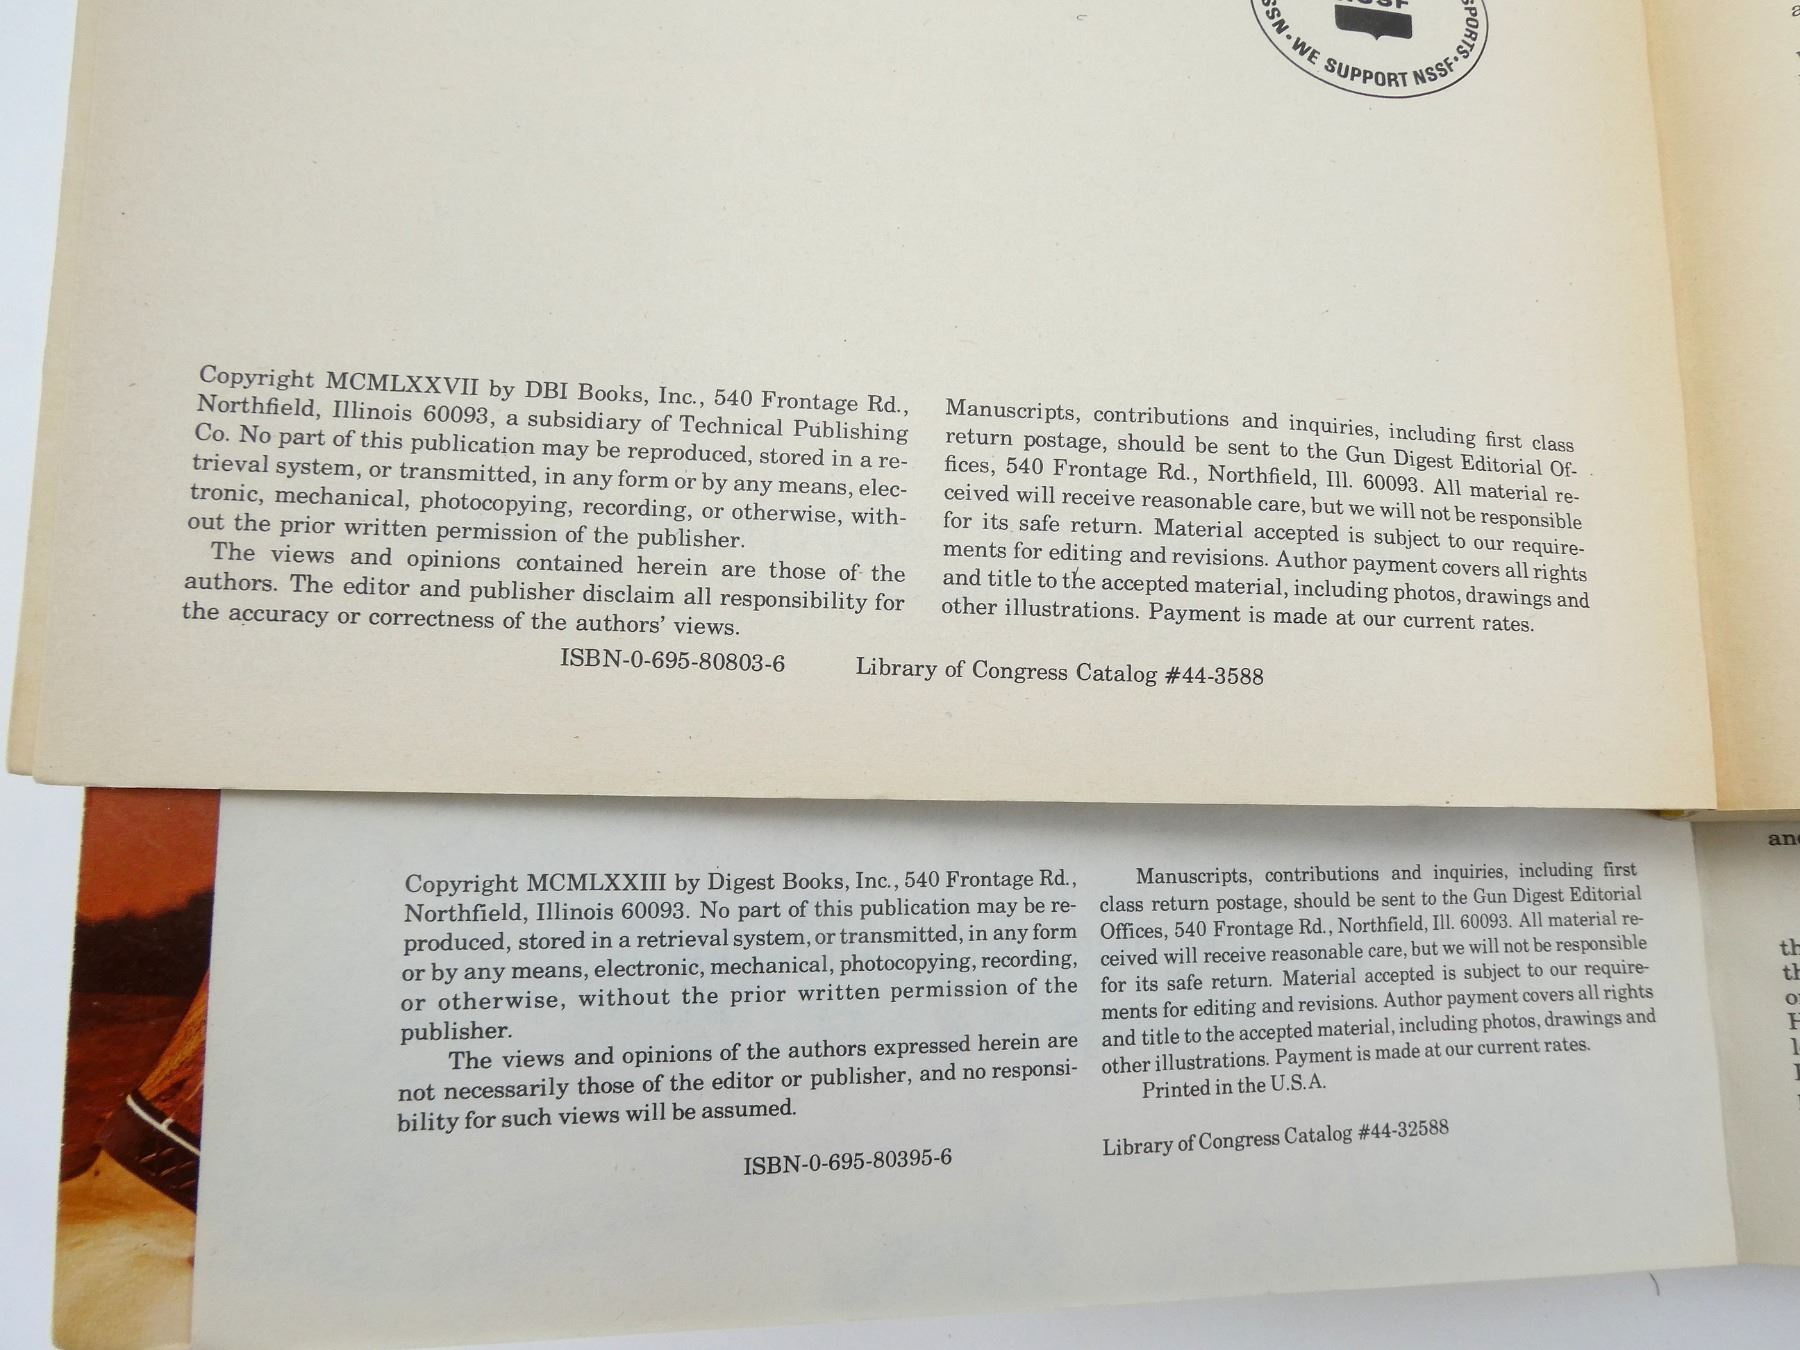 NSSF
SPORTS
WE SUPPORT NSSF
Copyright MCMLXXVII by DBI Books, Inc., 540 Frontage Rd.,
Northfield, Illinois 60093, a subsidiary of Technical Publishing
Co. No part of this publication may be reproduced, stored in a re-
trieval system, or transmitted, in any form or by any means, elec-
tronic, mechanical, photocopying, recording, or otherwise, with-
out the prior written permission of the publisher.
The views and opinions contained herein are those of the
authors. The editor and publisher disclaim all responsibility for
the accuracy or correctness of the authors' views.
Manuscripts, contributions and inquiries, including first class
return postage, should be sent to the Gun Digest Editorial Of-
fices, 540 Frontage Rd., Northfield, Ill. 60093. All material re-
ceived will receive reasonable care, but we will not be responsible
for its safe return. Material accepted is subject to our require-
ments for editing and revisions. Author payment covers all rights
and title to the accepted material, including photos, drawings and
other illustrations. Payment is made at our current rates.
ISBN-0-695-80803-6
Library of Congress Catalog #44-3588
Copyright MCMLXXIII by Digest Books, Inc., 540 Frontage Rd.,
Northfield, Illinois 60093. No part of this publication may be re-
produced, stored in a retrieval system, or transmitted, in any form
or by any means, electronic, mechanical, photocopying, recording,
or otherwise, without the prior written permission of the
publisher.
The views and opinions of the authors expressed herein are
not necessarily those of the editor or publisher, and no responsi-
bility for such views will be assumed.
ISBN-0-695-80395-6
Manuscripts, contributions and inquiries, including first
class return postage, should be sent to the Gun Digest Editorial
Offices, 540 Frontage Rd., Northfield, Ill. 60093. All material re-
ceived will receive reasonable care, but we will not be responsible
for its safe return. Material accepted is subject to our require-
ments for editing and revisions. Author payment covers all rights
and title to the accepted material, including photos, drawings and
other illustrations. Payment is made at our current rates.
Printed in the U.S.A.
Library of Congress Catalog #44-32588